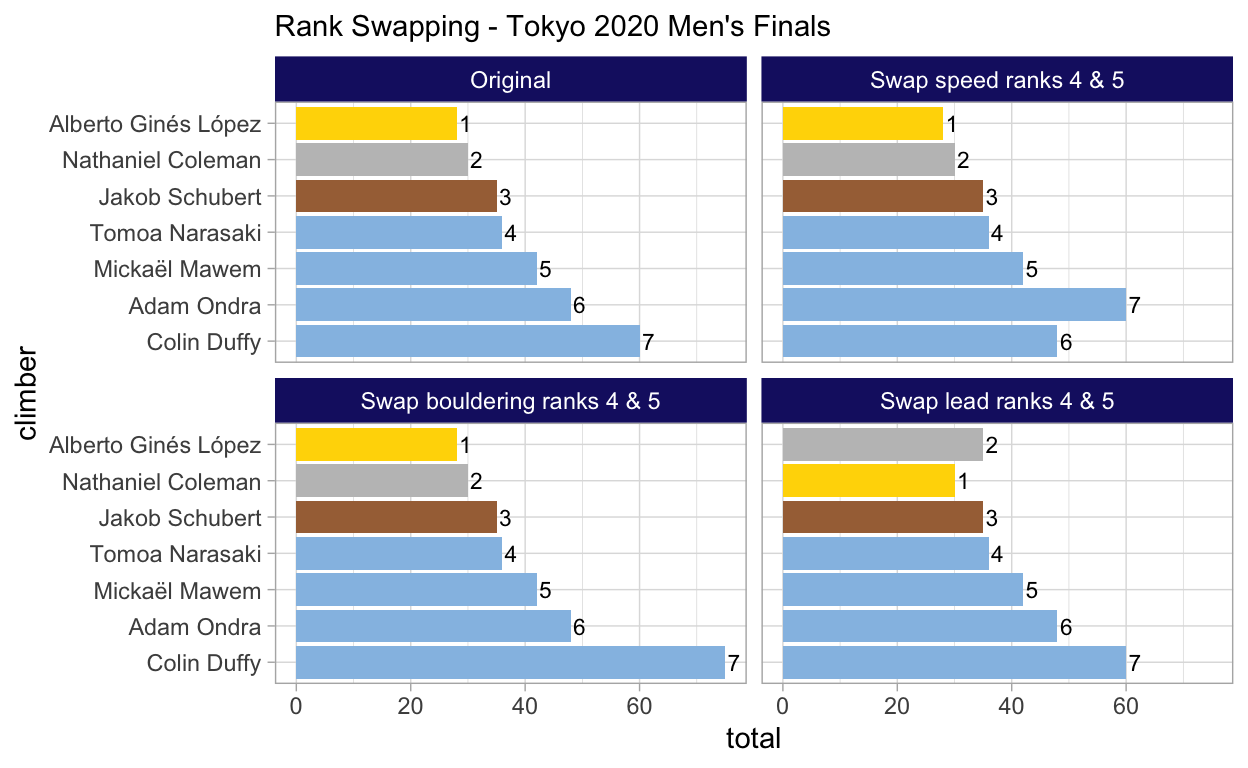 Rank Swapping - Tokyo 2020 Men's Finals
Original
Swap speed ranks 4 & 5
Alberto Ginés López
1
1
Nathaniel Coleman
2
2
Jakob Schubert
3
3
Tomoa Narasaki
4
4
Mickaël Mawem
5
5
Adam Ondra
6
7
Colin Duffy
7
6
climber
Swap bouldering ranks 4 & 5
Swap lead ranks 4 & 5
Alberto Ginés López
1
2
Nathaniel Coleman
2
1
Jakob Schubert
3
3
Tomoa Narasaki
4
4
Mickaël Mawem
5
5
Adam Ondra
6
6
Colin Duffy
7
7
0 20 40 60
0 20 40 60
total